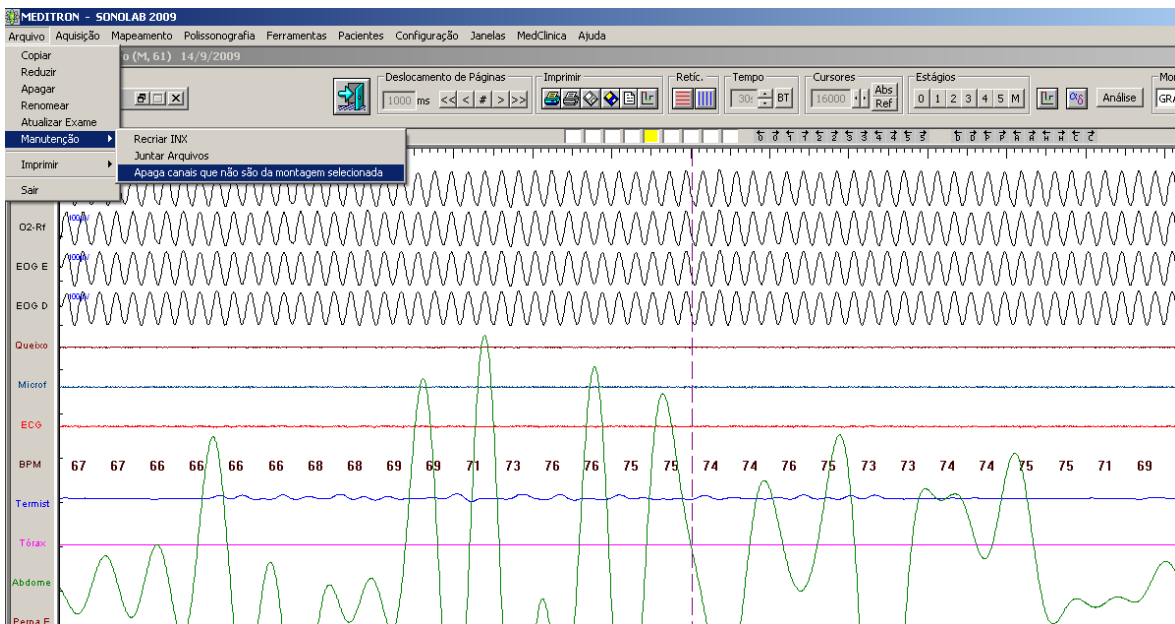 MEDITRON - SONOLAB 2009
Arquivo Aquisição Mapeamento Polissonografia Ferramentas Pacientes Configuração Janelas MedClinica Ajuda
o (M, 61) 14/9/2009
Copiar
Reduzir
Apagar
Renomear
Atualizar Exame
Manutenção
Imprimir
Sair
Recriar INX
Juntar Arquivos
Apaga canais que não são da montagem selecionada
Deslocamento de Páginas
1000 ms << < # > >>
Imprimir
Retíc.
Tempo
30: BT
Cursores
16000 Abs Ref
Estágios
0 1 2 3 4 5 M
Análise
Mo
GRA
O2-Rf
EOG E
EOG D
Queixo
Microf
ECG
BPM 67 67 66 66 66 66 68 68 69 69 71 73 76 76 75 75 74 74 76 75 73 73 74 74 75 75 71 69
Termist
Tórax
Abdome
Perna E